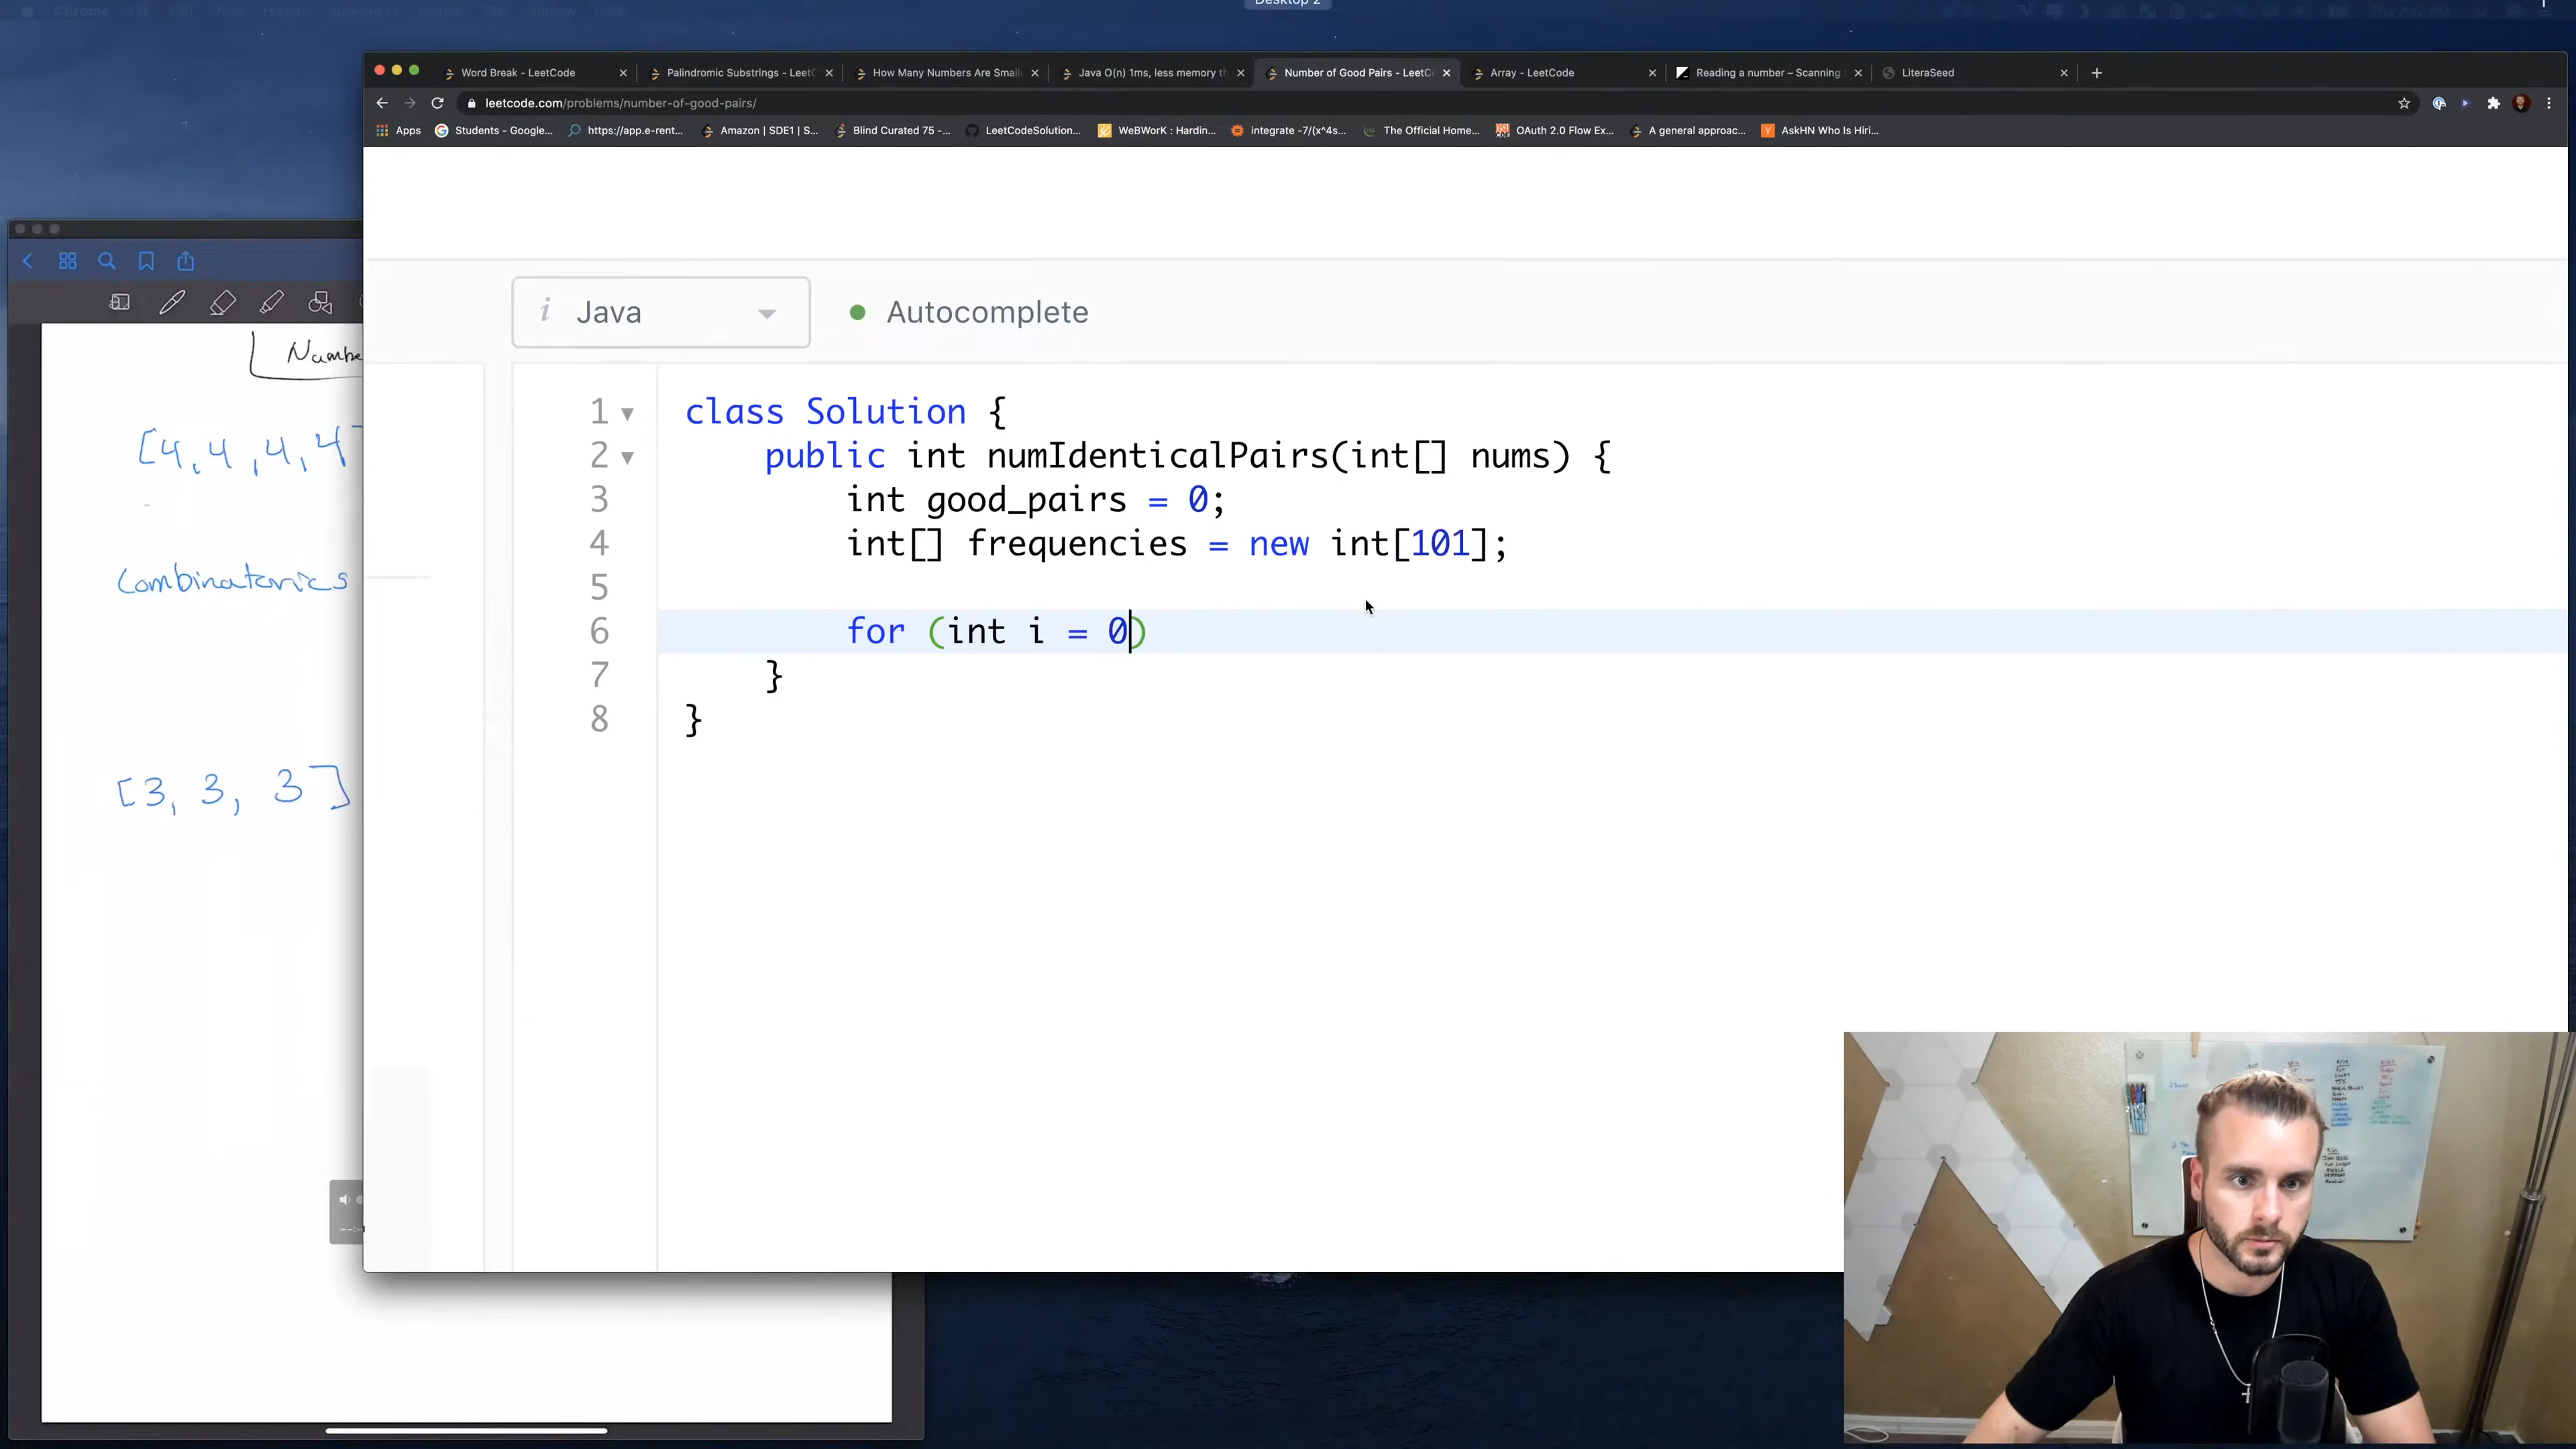 Desktop 2
Word Break - LeetCode
Palindromic Substrings - LeetC
How Many Numbers Are Small
Java O(n) 1ms, less memory th
Number of Good Pairs - LeetC
Array - LeetCode
Reading a number – Scanning
LiteraSeed
leetcode.com/problems/number-of-good-pairs/
Apps
Students - Google...
https://app.e-rent...
Amazon | SDE1 | S...
Blind Curated 75 -...
LeetCodeSolution...
WeBWorK : Hardin...
integrate -7/(x^4s...
The Official Home...
OAuth 2.0 Flow Ex...
A general approac...
AskHN Who Is Hiri...
i Java
Autocomplete
1 class Solution {
2 public int numIdenticalPairs(int[] nums) {
3 int good_pairs = 0;
4 int[] frequencies = new int[101];
5
6 for (int i = 0)
7 }
8 }
Numbe
[4,4,4,4
Combinatorics
[3, 3, 3]